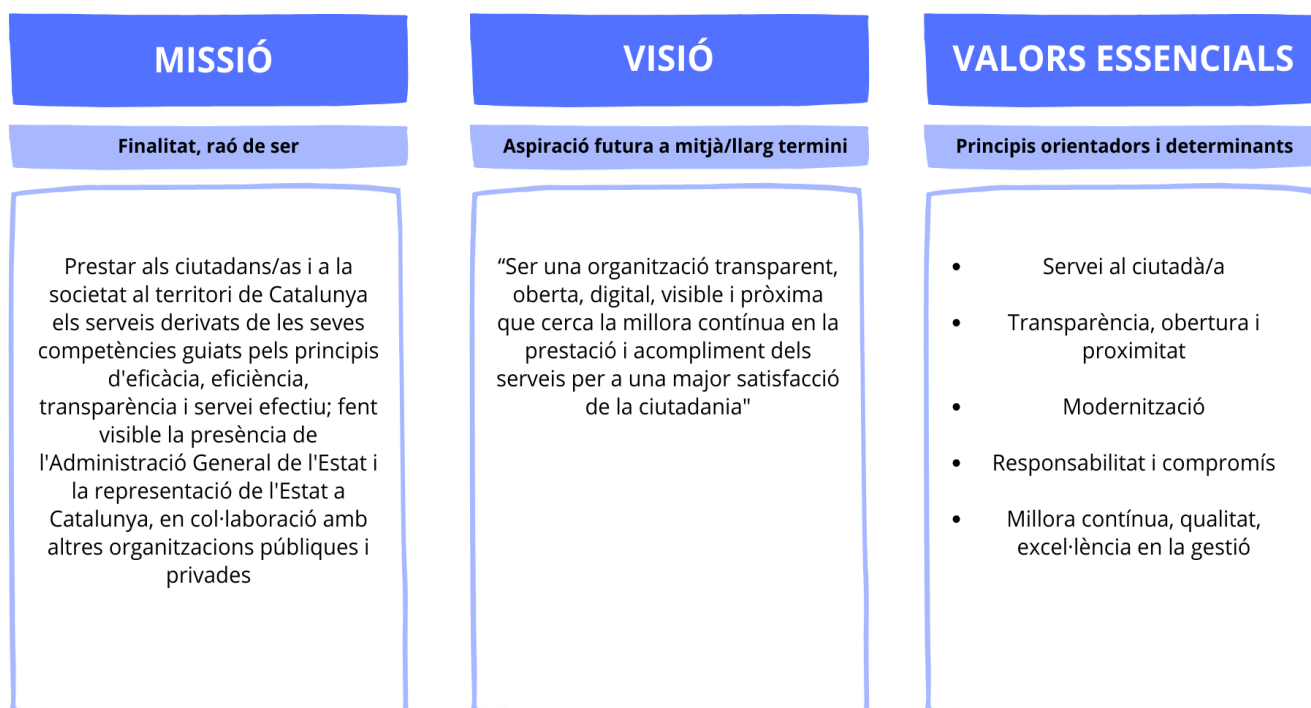 MISSIÓ
Finalitat, raó de ser
Prestar als ciutadans/as i a la
societat al territori de Catalunya
els serveis derivats de les seves
competències guiats pels principis
d'eficàcia, eficiència,
transparència i servei efectiu; fent
visible la presència de
l'Administració General de l'Estat i
la representació de l'Estat a
Catalunya, en col·laboració amb
altres organitzacions públiques i
privades
VISIÓ
Aspiració futura a mitjà/llarg termini
“Ser una organització transparent,
oberta, digital, visible i pròxima
que cerca la millora contínua en la
prestació i acompliment dels
serveis per a una major satisfacció
de la ciutadania"
VALORS ESSENCIALS
Principis orientadors i determinants
• Servei al ciutadà/a
• Transparència, obertura i
proximitat
• Modernització
• Responsabilitat i compromís
• Millora contínua, qualitat,
excel·lència en la gestió